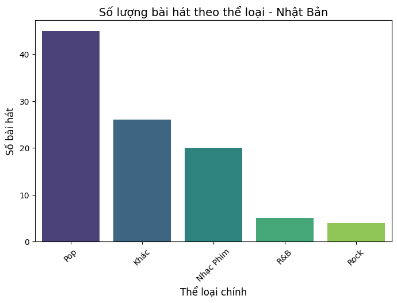 Số lượng bài hát theo thể loại - Nhật Bản
Số bài hát
40
30
20
10
0
Pop
Khác
Nhạc Phim
R&B
Rock
Thể loại chính